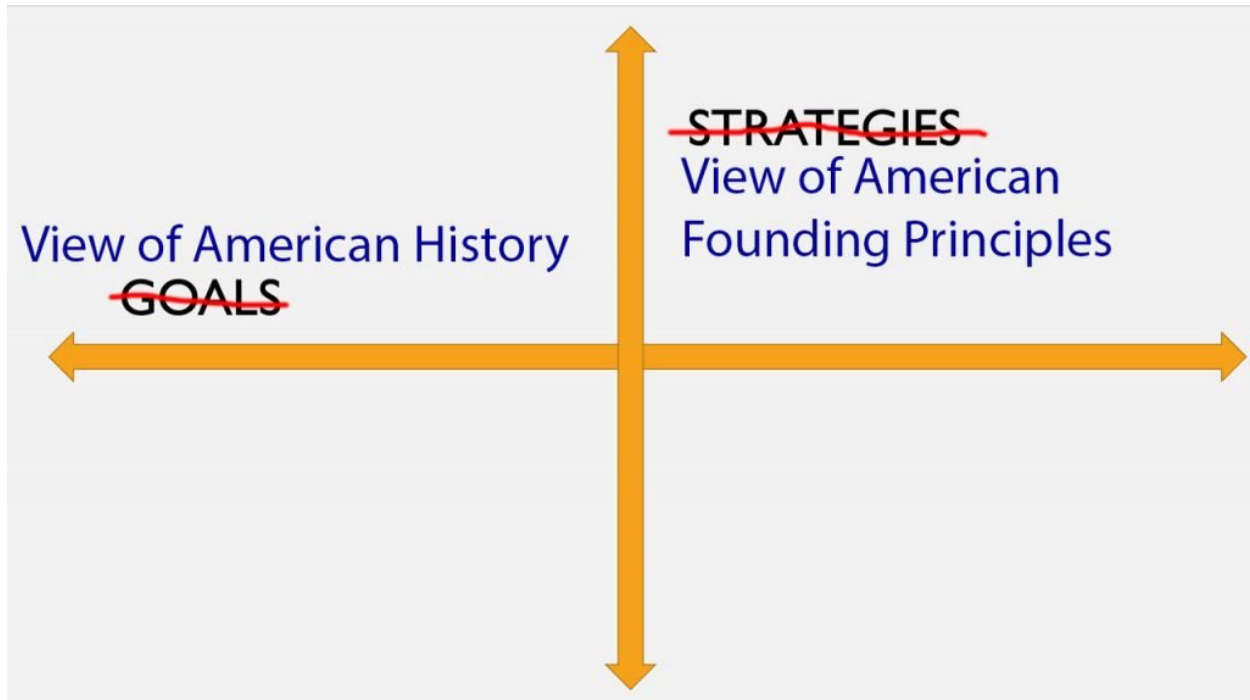 STRATEGIES
View of American
Founding Principles
View of American History
GOALS